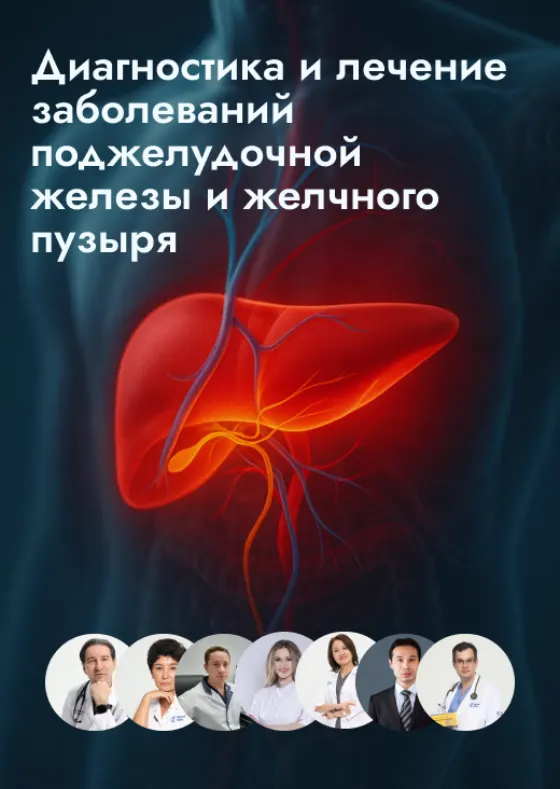 Диагностика и лечение
заболеваний
поджелудочной
железы и желчного
пузыря